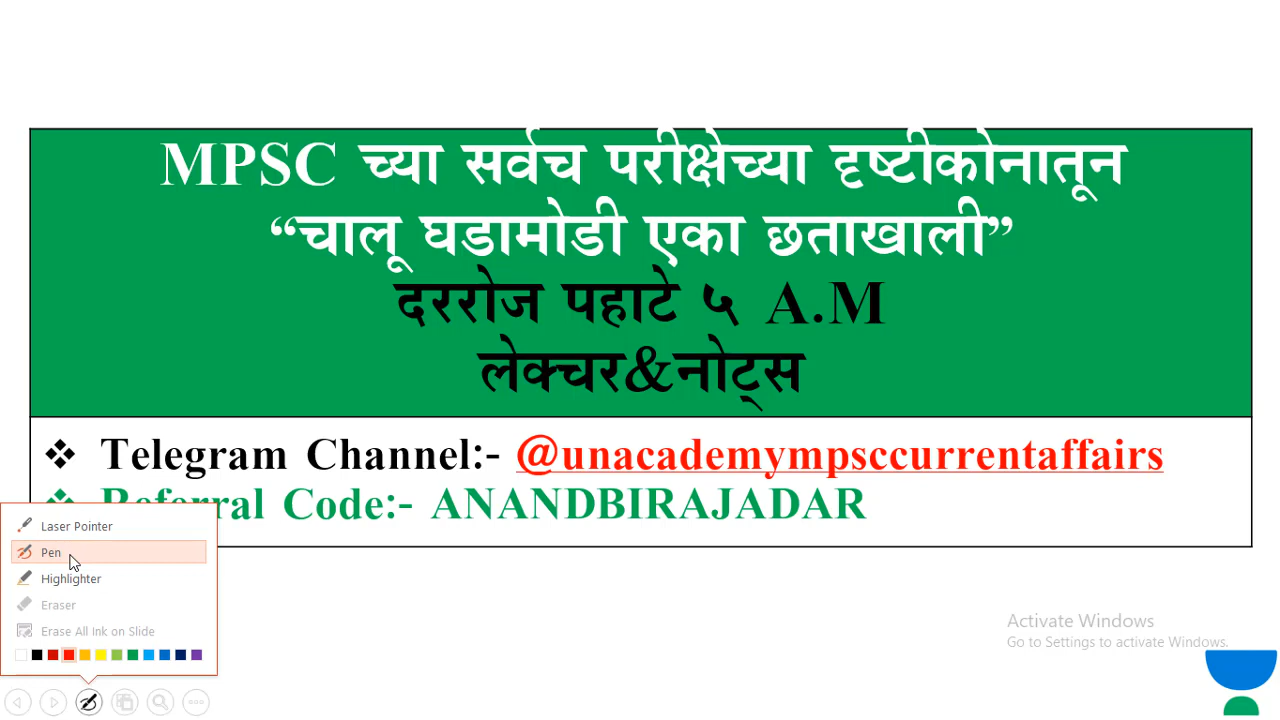 MPSC च्या सर्वच परीक्षेच्या दृष्टीकोनातून
“चालू घडामोडी एका छताखाली”
दररोज पहाटे ५ A.M
लेक्चर&नोट्स
❖ Telegram Channel:- @unacademympsccurrentaffairs
❖ Referral Code:- ANANDBIRAJADAR
Laser Pointer
Pen
Highlighter
Eraser
Erase All Ink on Slide
Activate Windows
Go to Settings to activate Windows.